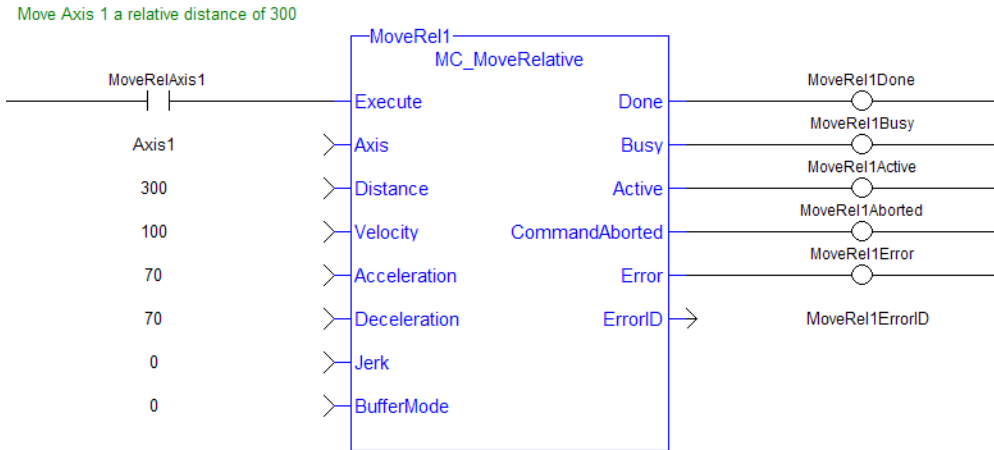 Move Axis 1 a relative distance of 300
MoveRel1
MC_MoveRelative
MoveRelAxis1
Execute
Done
MoveRel1Done
Axis1
Axis
Busy
MoveRel1Busy
300
Distance
Active
MoveRel1Active
100
Velocity
CommandAborted
MoveRel1Aborted
70
Acceleration
Error
MoveRel1Error
70
Deceleration
ErrorID
MoveRel1ErrorID
0
Jerk
0
BufferMode